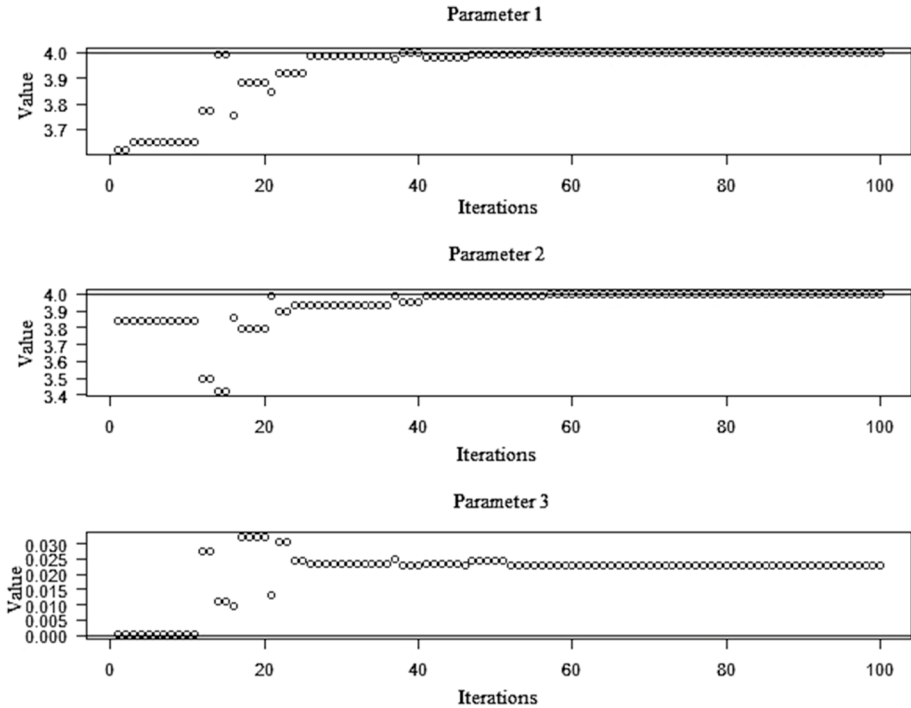 Parameter 1
Value
4.0
3.9
3.8
3.7
0 20 40 60 80 100
Iterations
Parameter 2
Value
4.0
3.9
3.8
3.7
3.6
3.5
3.4
0 20 40 60 80 100
Iterations
Parameter 3
Value
0.030
0.025
0.020
0.015
0.010
0.005
0.000
0 20 40 60 80 100
Iterations